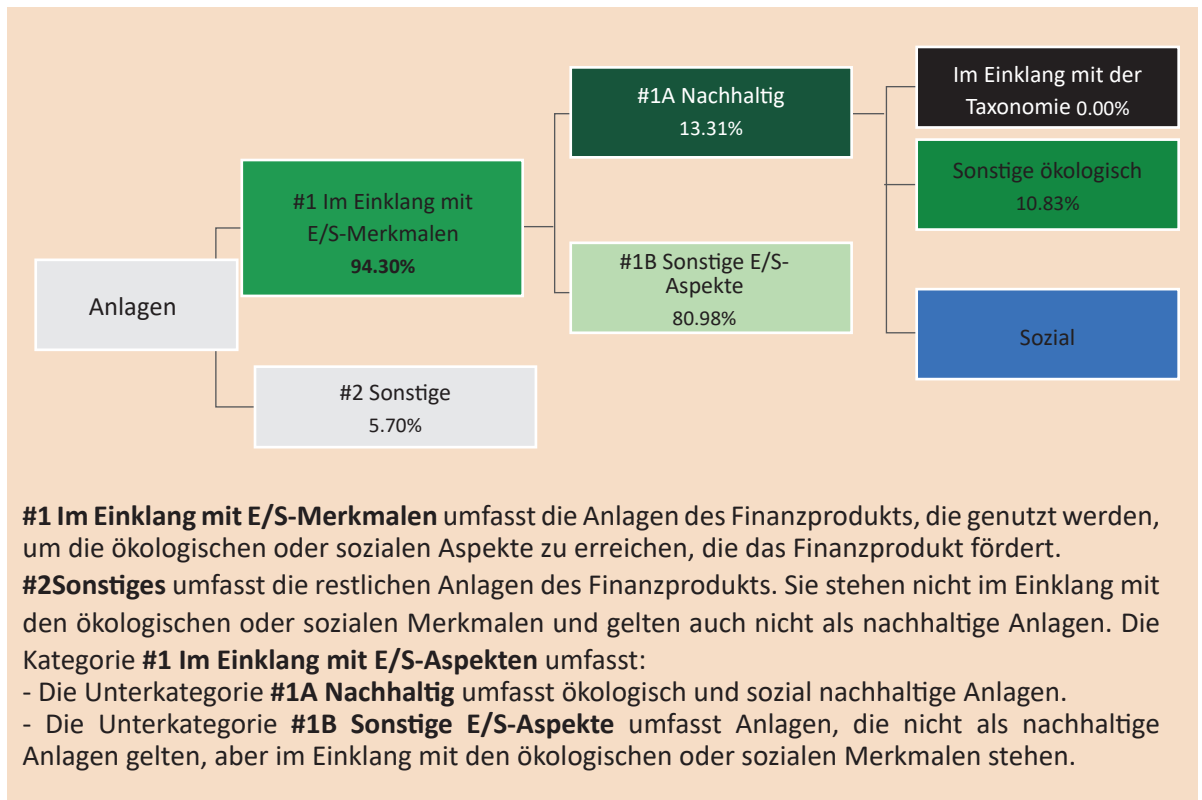 Im Einklang mit der
Taxonomie 0.00%
#1A Nachhaltig
13.31%
Sonstige ökologisch
10.83%
#1 Im Einklang mit
E/S-Merkmalen
94.30%
#1B Sonstige E/S-
Aspekte
80.98%
Anlagen
Sozial
#2 Sonstige
5.70%
#1 Im Einklang mit E/S-Merkmalen umfasst die Anlagen des Finanzprodukts, die genutzt werden,
um die ökologischen oder sozialen Aspekte zu erreichen, die das Finanzprodukt fördert.
#2Sonstiges umfasst die restlichen Anlagen des Finanzprodukts. Sie stehen nicht im Einklang mit
den ökologischen oder sozialen Merkmalen und gelten auch nicht als nachhaltige Anlagen. Die
Kategorie #1 Im Einklang mit E/S-Aspekten umfasst:
- Die Unterkategorie #1A Nachhaltig umfasst ökologisch und sozial nachhaltige Anlagen.
- Die Unterkategorie #1B Sonstige E/S-Aspekte umfasst Anlagen, die nicht als nachhaltige
Anlagen gelten, aber im Einklang mit den ökologischen oder sozialen Merkmalen stehen.